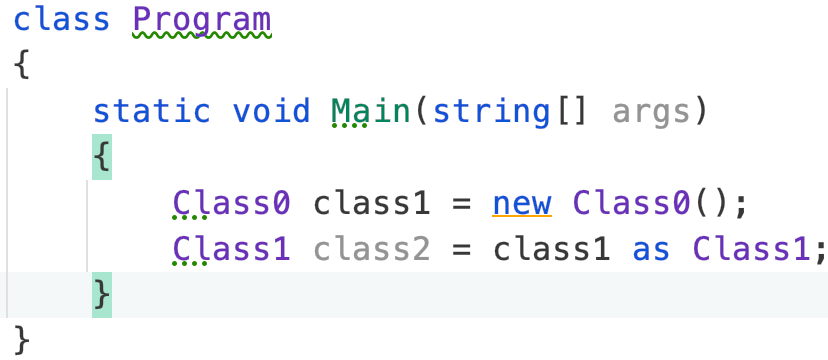 class Program
{
static void Main(string[] args)
{
Class0 class1 = new Class0();
Class1 class2 = class1 as Class1;
}
}